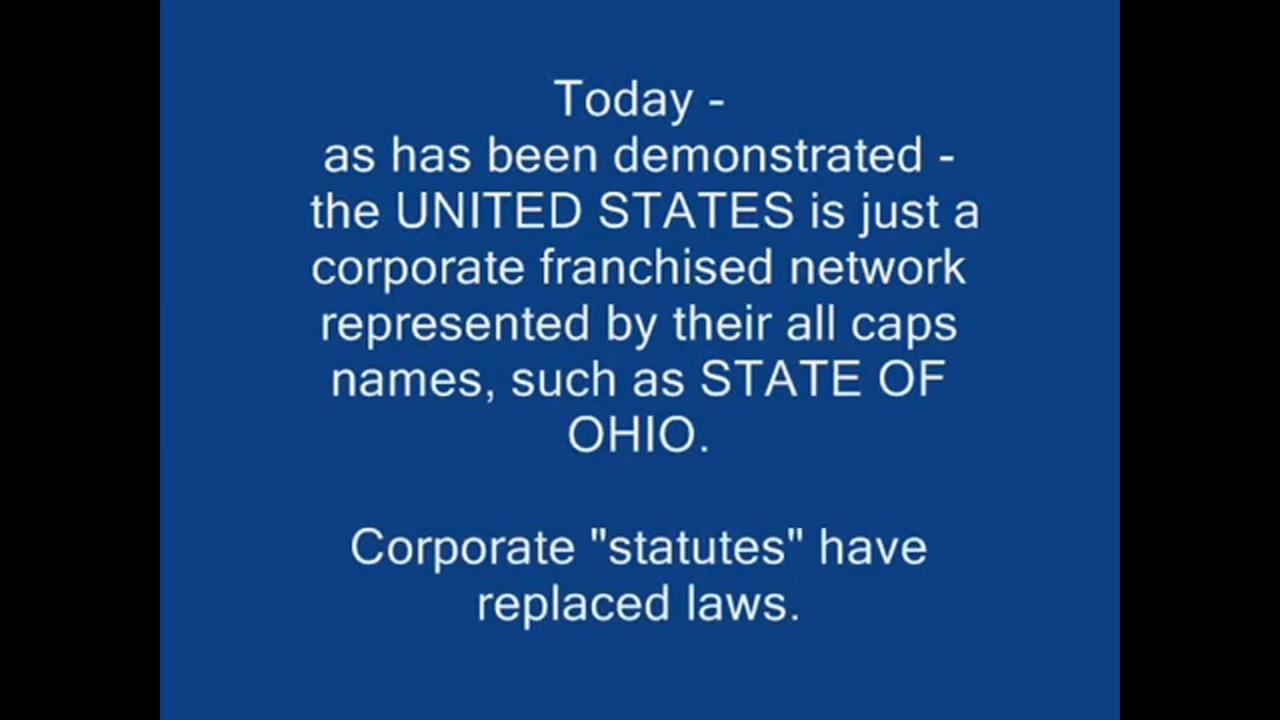 Today -
as has been demonstrated -
the UNITED STATES is just a
corporate franchised network
represented by their all caps
names, such as STATE OF
OHIO.
Corporate "statutes" have
replaced laws.